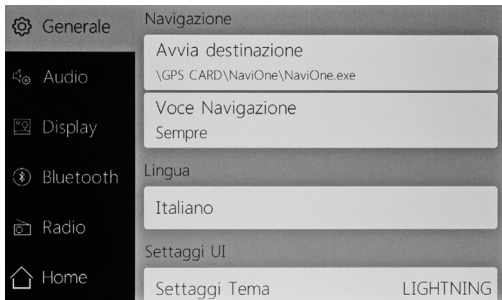 Generale
Audio
Display
Bluetooth
Radio
Home
Navigazione
Avvia destinazione
\GPS CARD\NaviOne\NaviOne.exe
Voce Navigazione
Sempre
Lingua
Italiano
Settaggi UI
Settaggi Tema LIGHTNING